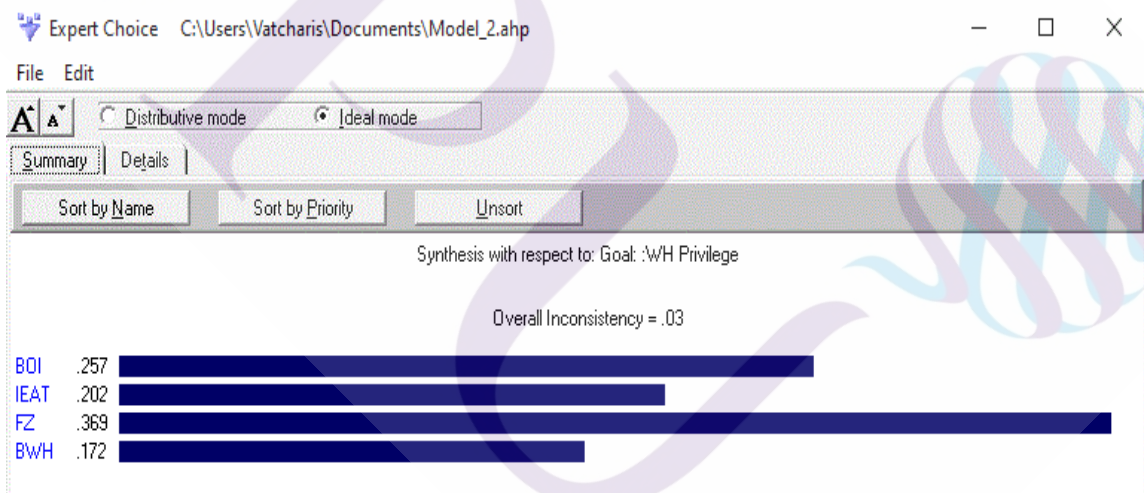 Expert Choice C:\Users\Vatcharis\Documents\Model_2.ahp
File Edit
A A Distributive mode Ideal mode
Summary Details
Sort by Name Sort by Priority Unsort
Synthesis with respect to: Goal: :WH Privilege
Overall Inconsistency = .03
BOI .257
IEAT .202
FZ .369
BWH .172